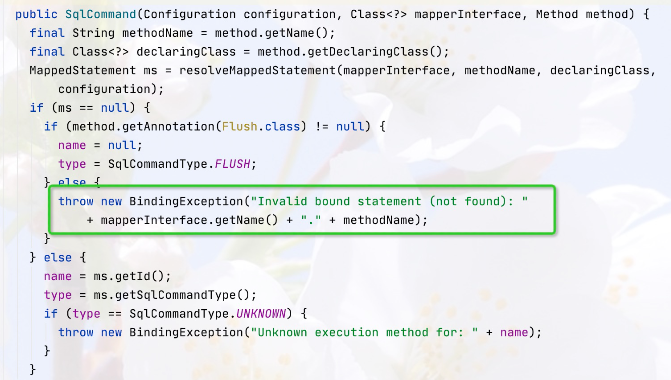 public SqlCommand(Configuration configuration, Class<?> mapperInterface, Method method) {
  final String methodName = method.getName();
  final Class<?> declaringClass = method.getDeclaringClass();
  MappedStatement ms = resolveMappedStatement(mapperInterface, methodName, declaringClass,
      configuration);
  if (ms == null) {
    if (method.getAnnotation(Flush.class) != null) {
      name = null;
      type = SqlCommandType.FLUSH;
    } else {
      throw new BindingException("Invalid bound statement (not found): "
          + mapperInterface.getName() + "." + methodName);
    }
  } else {
    name = ms.getId();
    type = ms.getSqlCommandType();
    if (type == SqlCommandType.UNKNOWN) {
      throw new BindingException("Unknown execution method for: " + name);
    }
  }